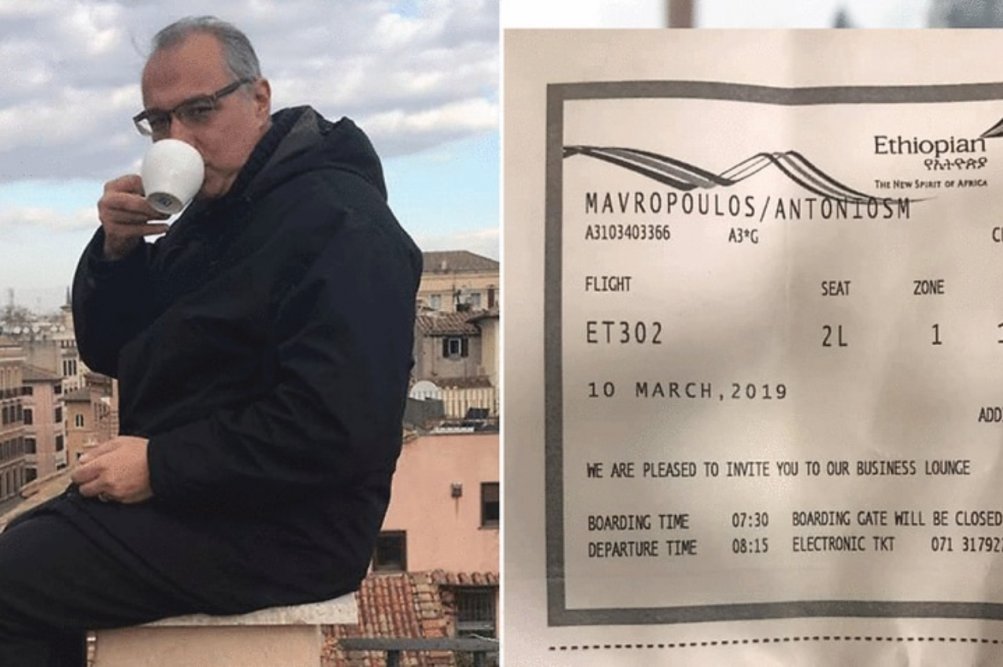 Ethiopian
የኢትዮጵያ
THE NEW SPIRIT OF AFRICA
MAVROPOULOS/ANTONIOSM
A3103403366 A3*G
FLIGHT SEAT ZONE
ET302 2L 1
10 MARCH,2019
WE ARE PLEASED TO INVITE YOU TO OUR BUSINESS LOUNGE
BOARDING TIME 07:30 BOARDING GATE WILL BE CLOSED
DEPARTURE TIME 08:15 ELECTRONIC TKT 071 31792